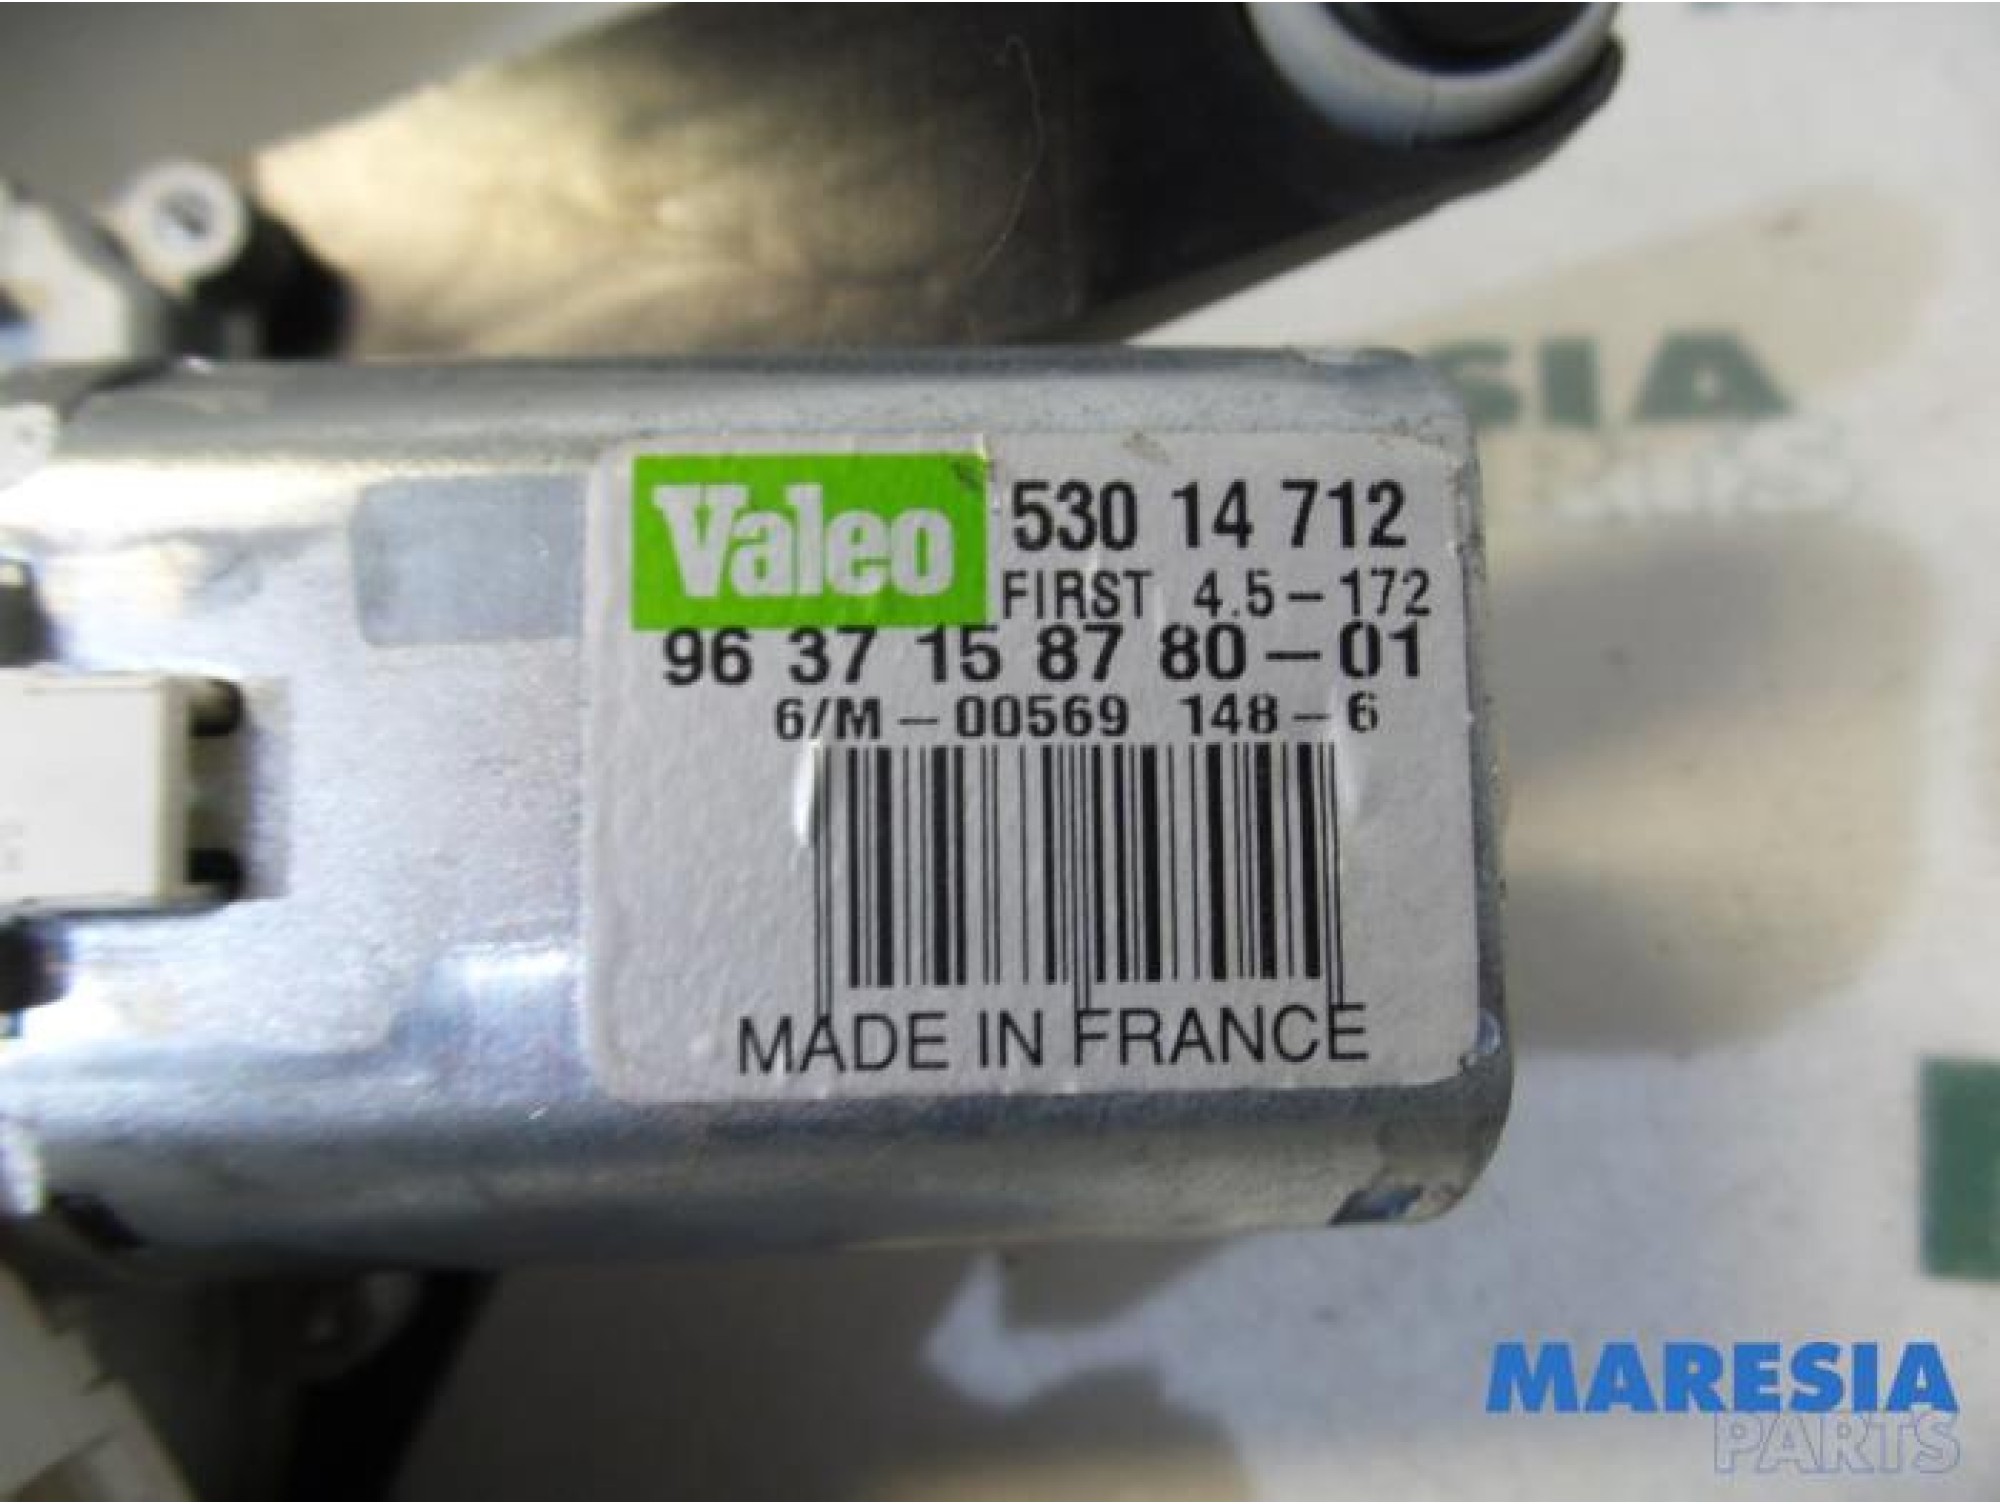 Valeo 530 14 712
FIRST 4.5-172
96 37 15 87 80-01
6/M-00569 148-6
MADE IN FRANCE
SIA
MARESIA
PARTS